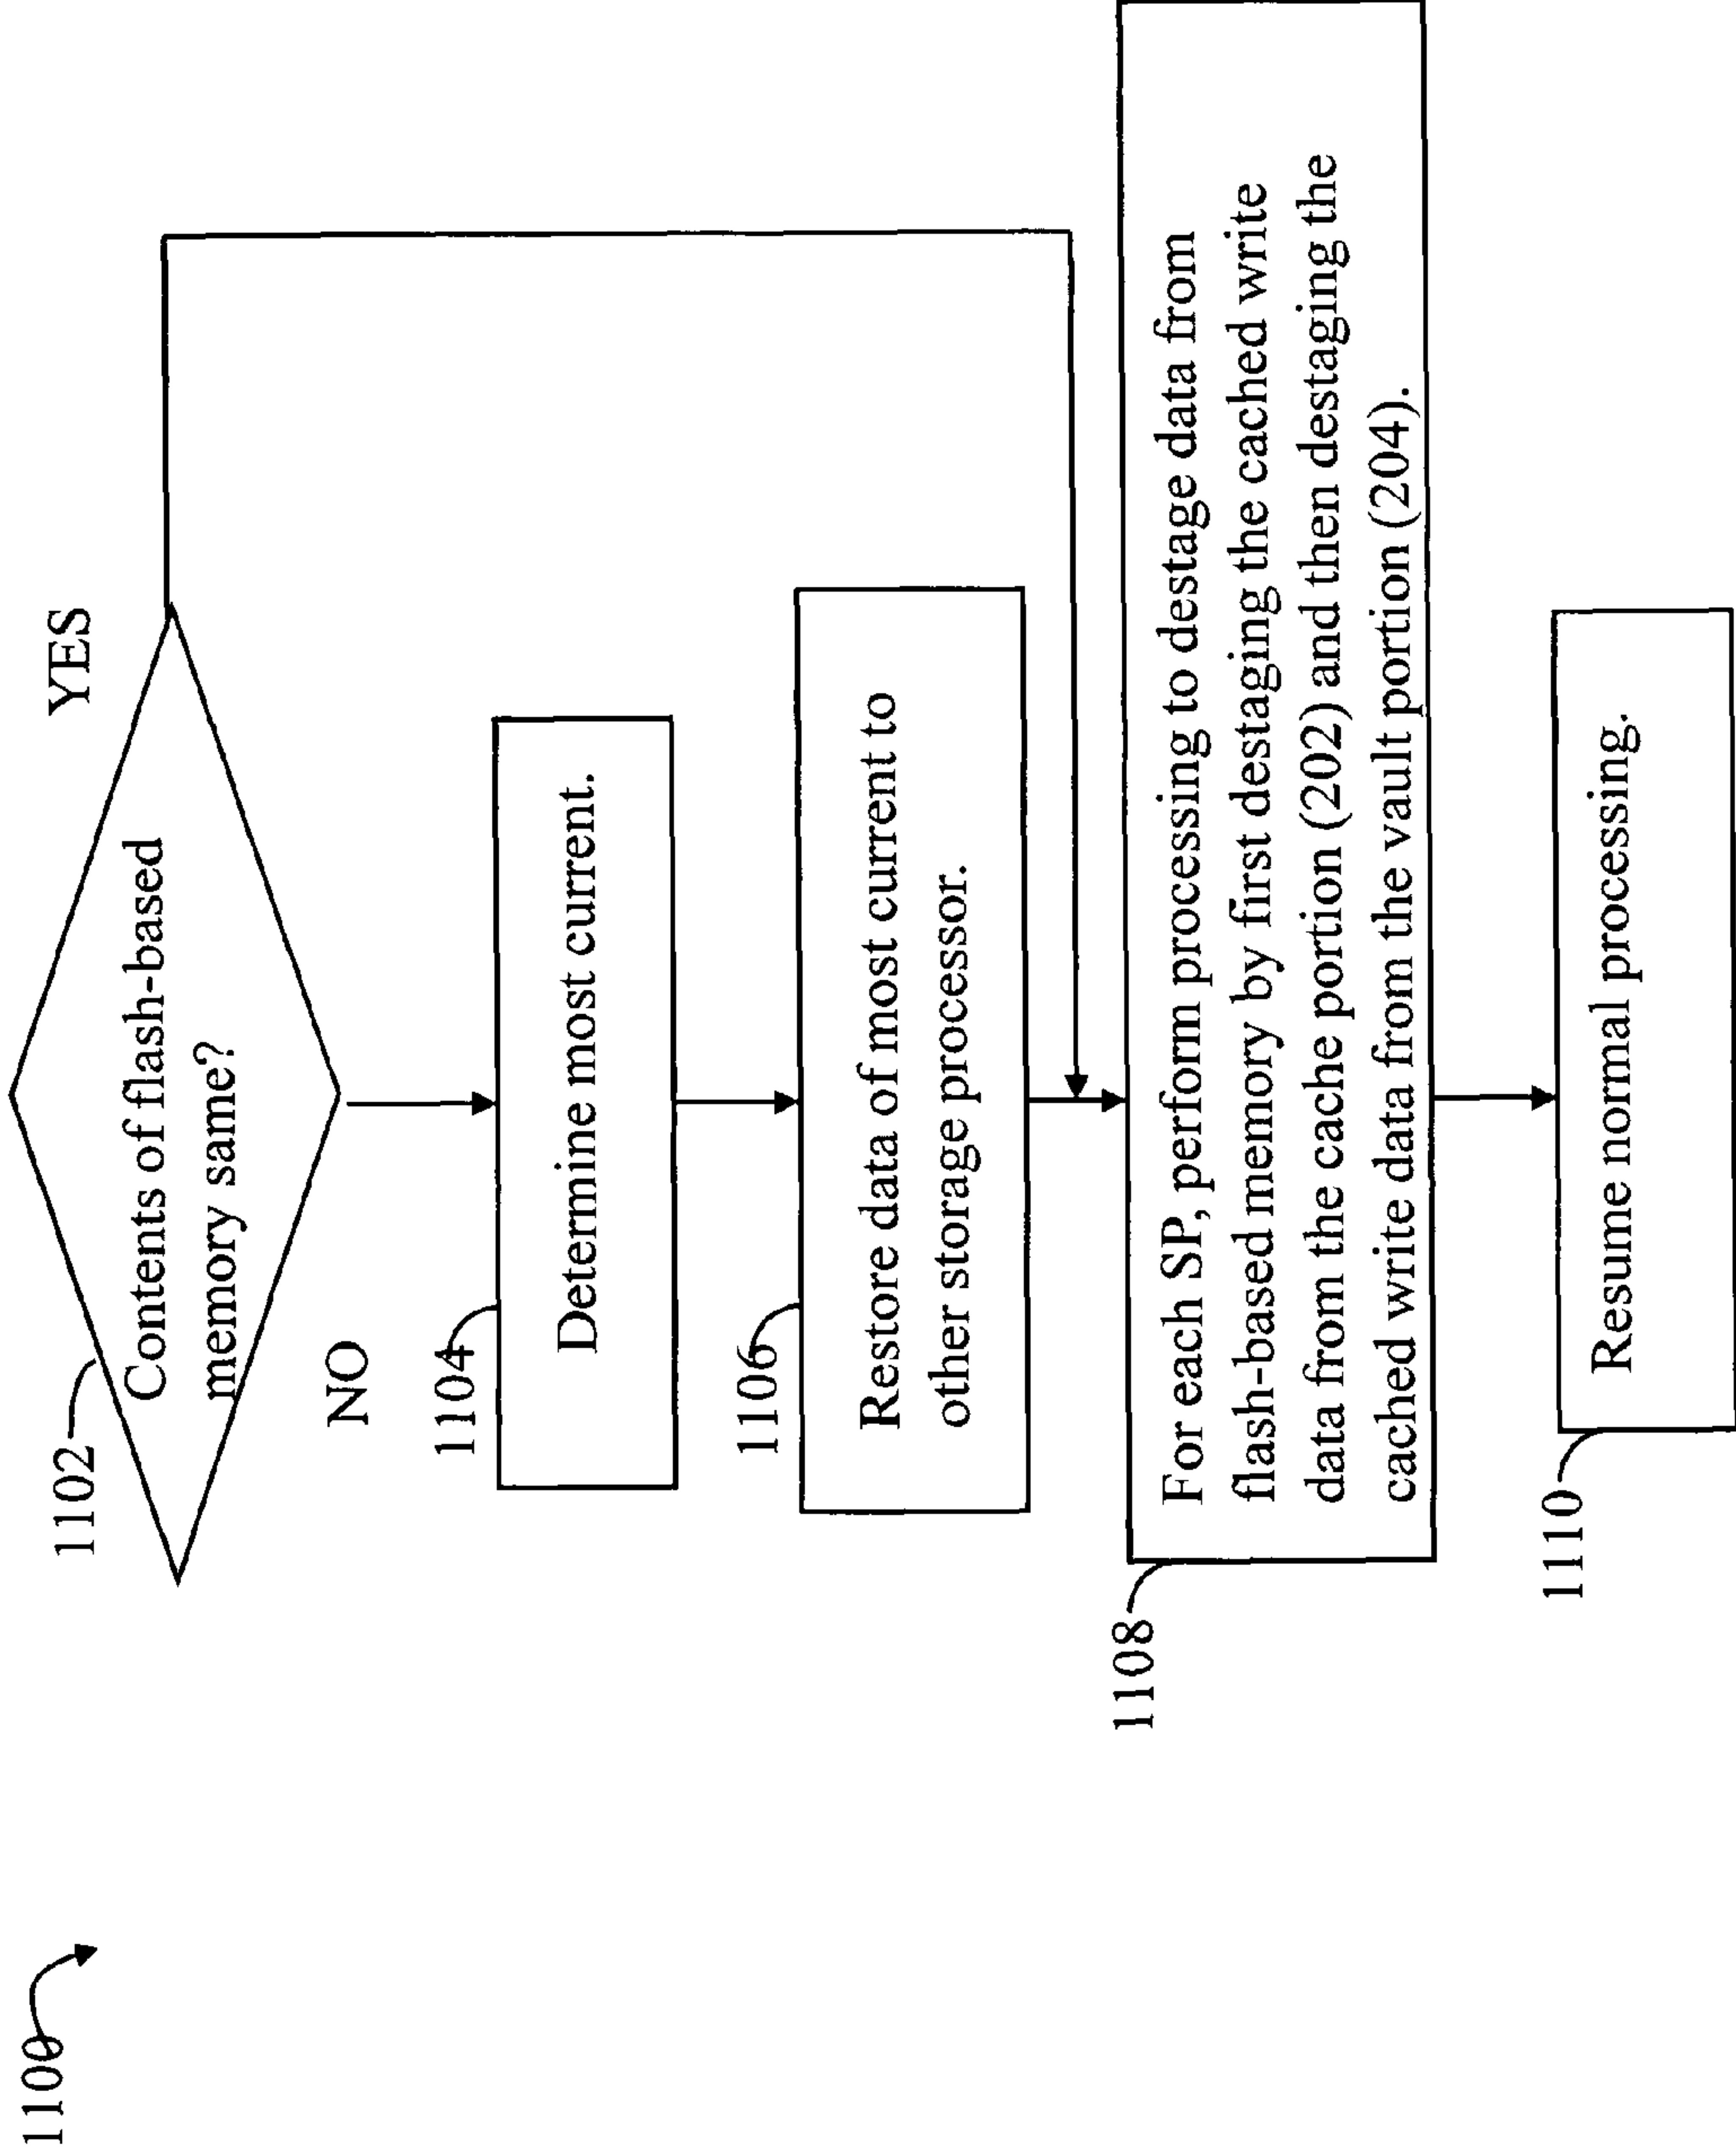 1100
1102
Contents of flash-based
memory same?
YES
NO
1104
Determine most current.
1106
Restore data of most current to
other storage processor.
1108
For each SP, perform processing to destage data from
flash-based memory by first destaging the cached write
data from the cache portion (202) and then destaging the
cached write data from the vault portion (204).
1110
Resume normal processing.